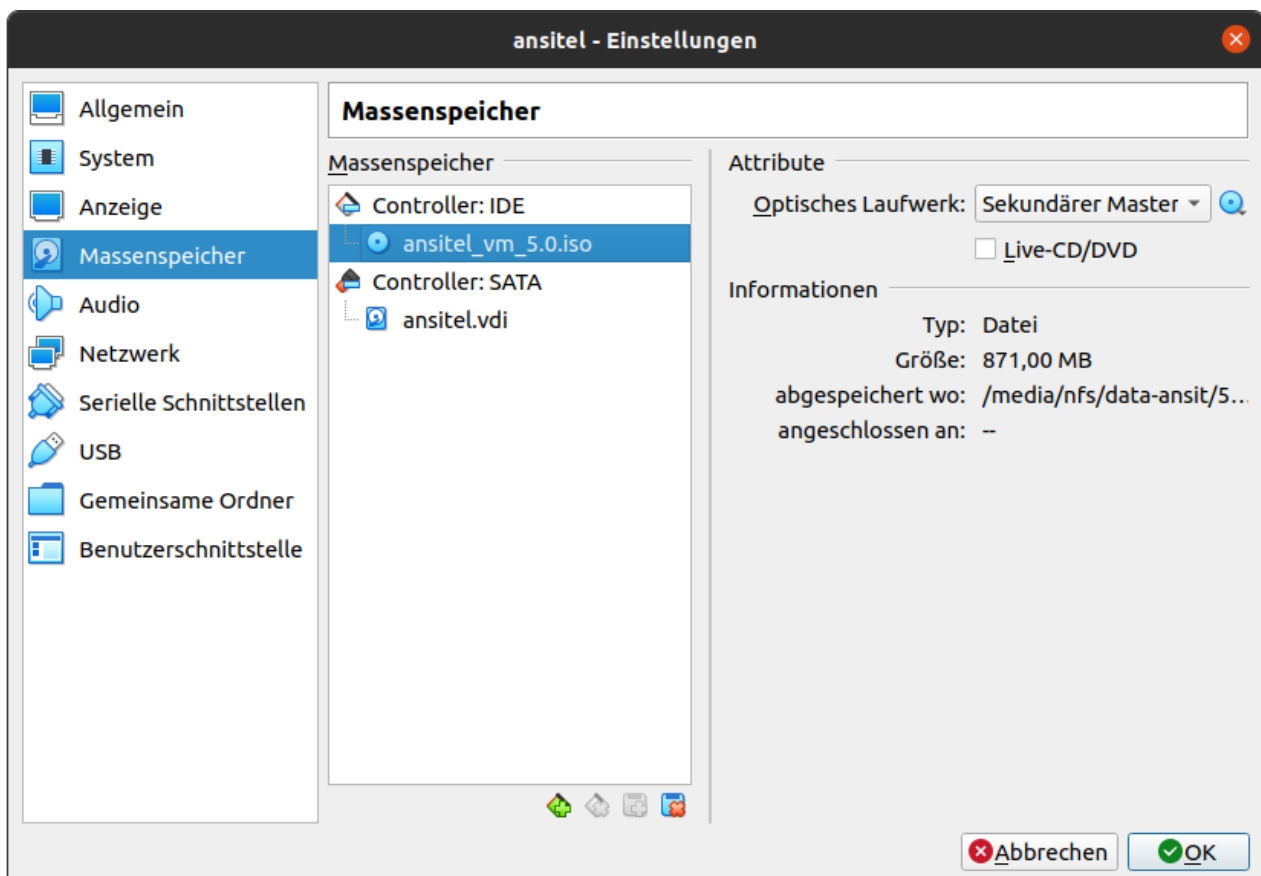 ansitel - Einstellungen
Allgemein
System
Anzeige
Massenspeicher
Audio
Netzwerk
Serielle Schnittstellen
USB
Gemeinsame Ordner
Benutzerschnittstelle
Massenspeicher
Massenspeicher
Controller: IDE
ansitel_vm_5.0.iso
Controller: SATA
ansitel.vdi
Attribute
Optisches Laufwerk: Sekundärer Master
Live-CD/DVD
Informationen
Typ: Datei
Größe: 871,00 MB
abgespeichert wo: /media/nfs/data-ansit/5...
angeschlossen an: --
Abbrechen OK